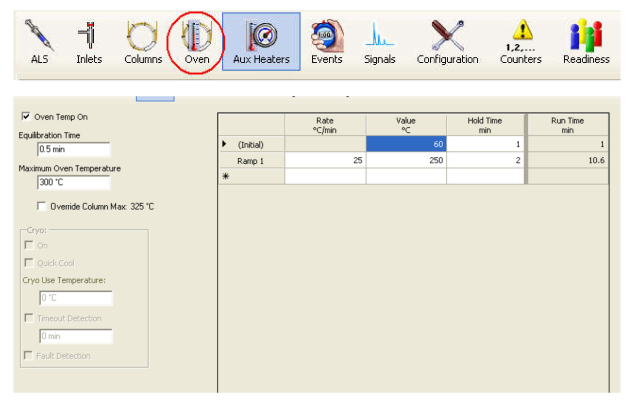 1.00
1,2,...
ALS Inlets Columns Oven Aux Heaters Events Signals Configuration Counters Readiness
Oven Temp On
Equilibration Time
0.5 min
Maximum Oven Temperature
300 °C
Override Column Max: 325 °C
Cryo:
On
Quick Cool
Cryo Use Temperature:
0 °C
Timeout Detection
0 min
Fault Detection
Rate Value Hold Time Run Time
°C/min °C min min
(Initial) 60 1 1
Ramp 1 25 250 2 10.6